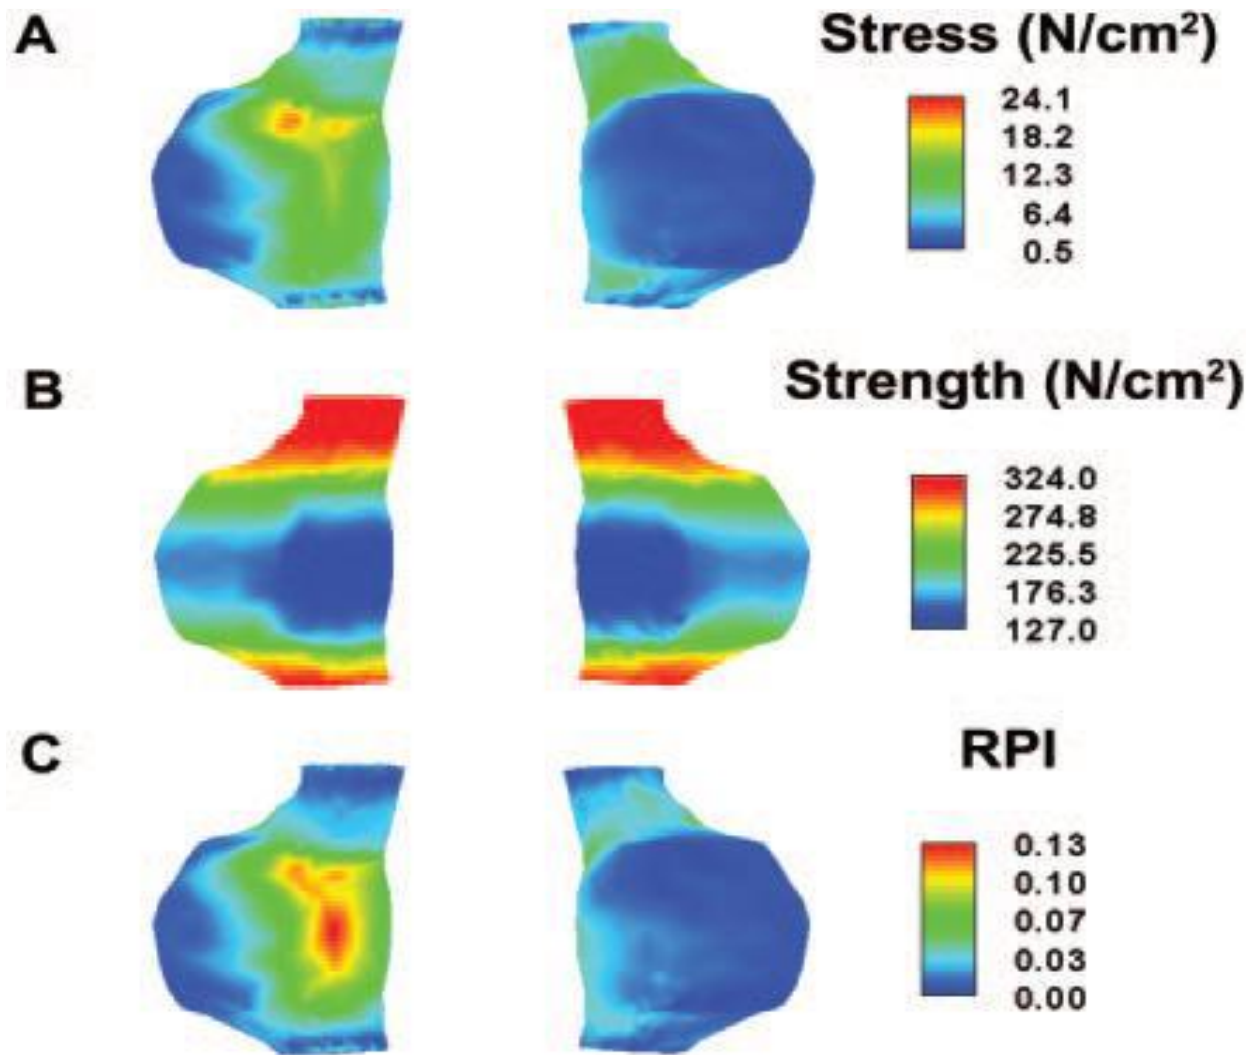 A
Stress (N/cm²)
24.1
18.2
12.3
6.4
0.5
B
Strength (N/cm²)
324.0
274.8
225.5
176.3
127.0
C
RPI
0.13
0.10
0.07
0.03
0.00